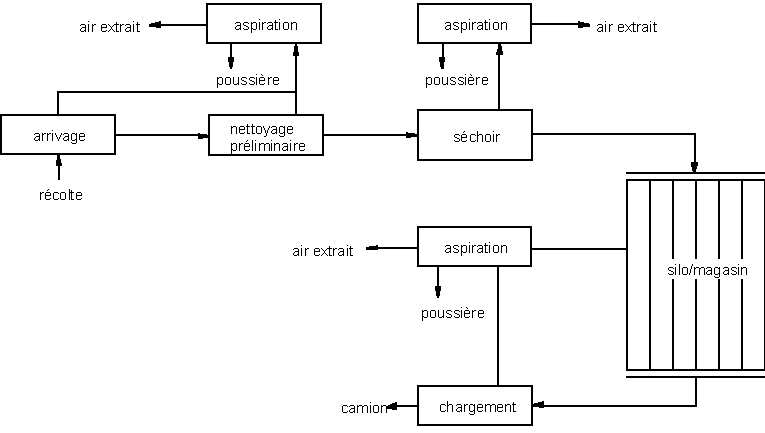 aspiration
aspiration
air extrait
air extrait
poussière
poussière
arrivage
nettoyage
préliminaire
séchoir
récolte
aspiration
air extrait
silo/magasin
poussière
camion
chargement